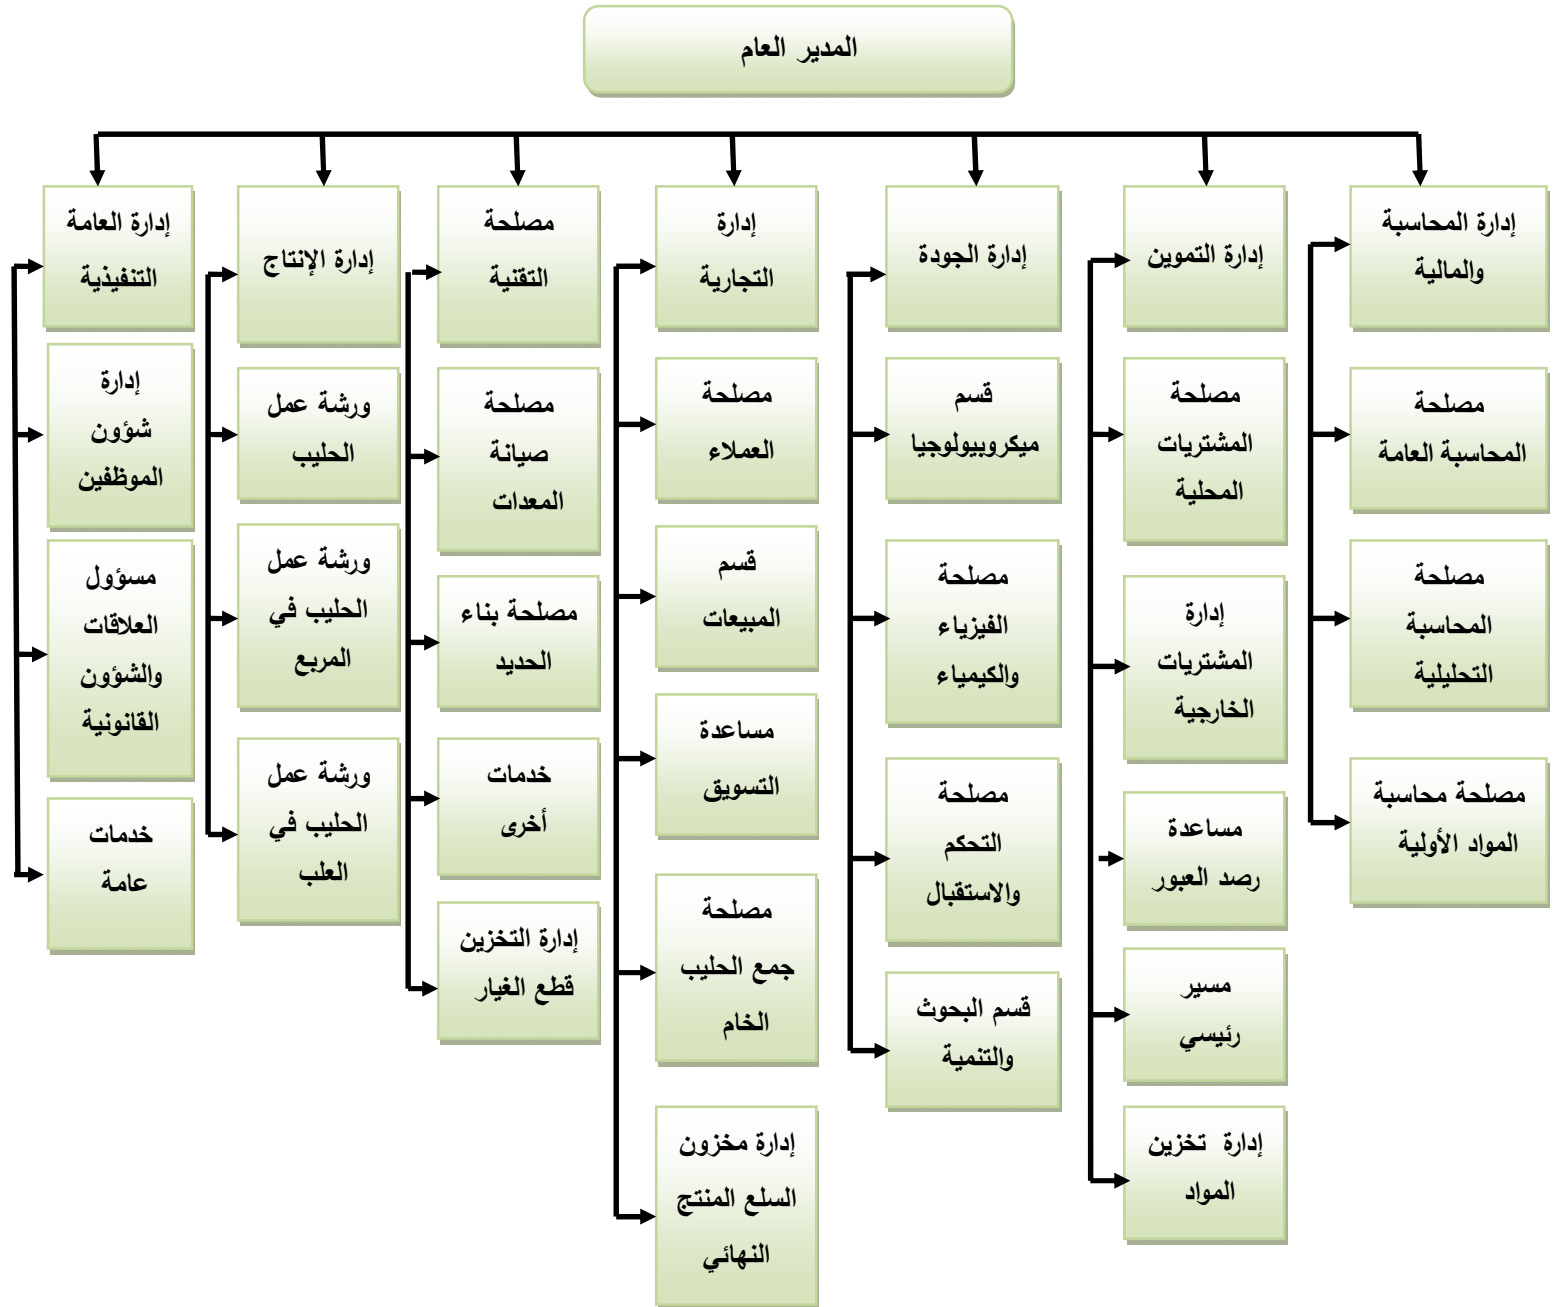 المدير العام
إدارة المحاسبة
والمالية
مصلحة
المحاسبة العامة
مصلحة
المحاسبة
التحليلية
مصلحة محاسبة
المواد الأولية
إدارة التموين
مصلحة
المشتريات
المحلية
إدارة
المشتريات
الخارجية
مساعدة
رصد العبور
مسير
رئيسي
إدارة تخزين
المواد
إدارة الجودة
قسم
ميكروبيولوجيا
مصلحة
الفيزياء
والكيمياء
مصلحة
التحكم
والاستقبال
قسم البحوث
والتنمية
إدارة
التجارية
مصلحة
العملاء
قسم
المبيعات
مساعدة
التسويق
مصلحة
جمع الحليب
الخام
إدارة مخزون
السلع المنتج
النهائي
مصلحة
التقنية
مصلحة
صيانة
المعدات
مصلحة بناء
الحديد
خدمات
أخرى
إدارة التخزين
قطع الغيار
إدارة الإنتاج
ورشة عمل
الحليب
ورشة عمل
الحليب في
المربع
ورشة عمل
الحليب في
العلب
إدارة العامة
التنفيذية
إدارة
شؤون
الموظفين
مسؤول
العلاقات
والشؤون
القانونية
خدمات
عامة